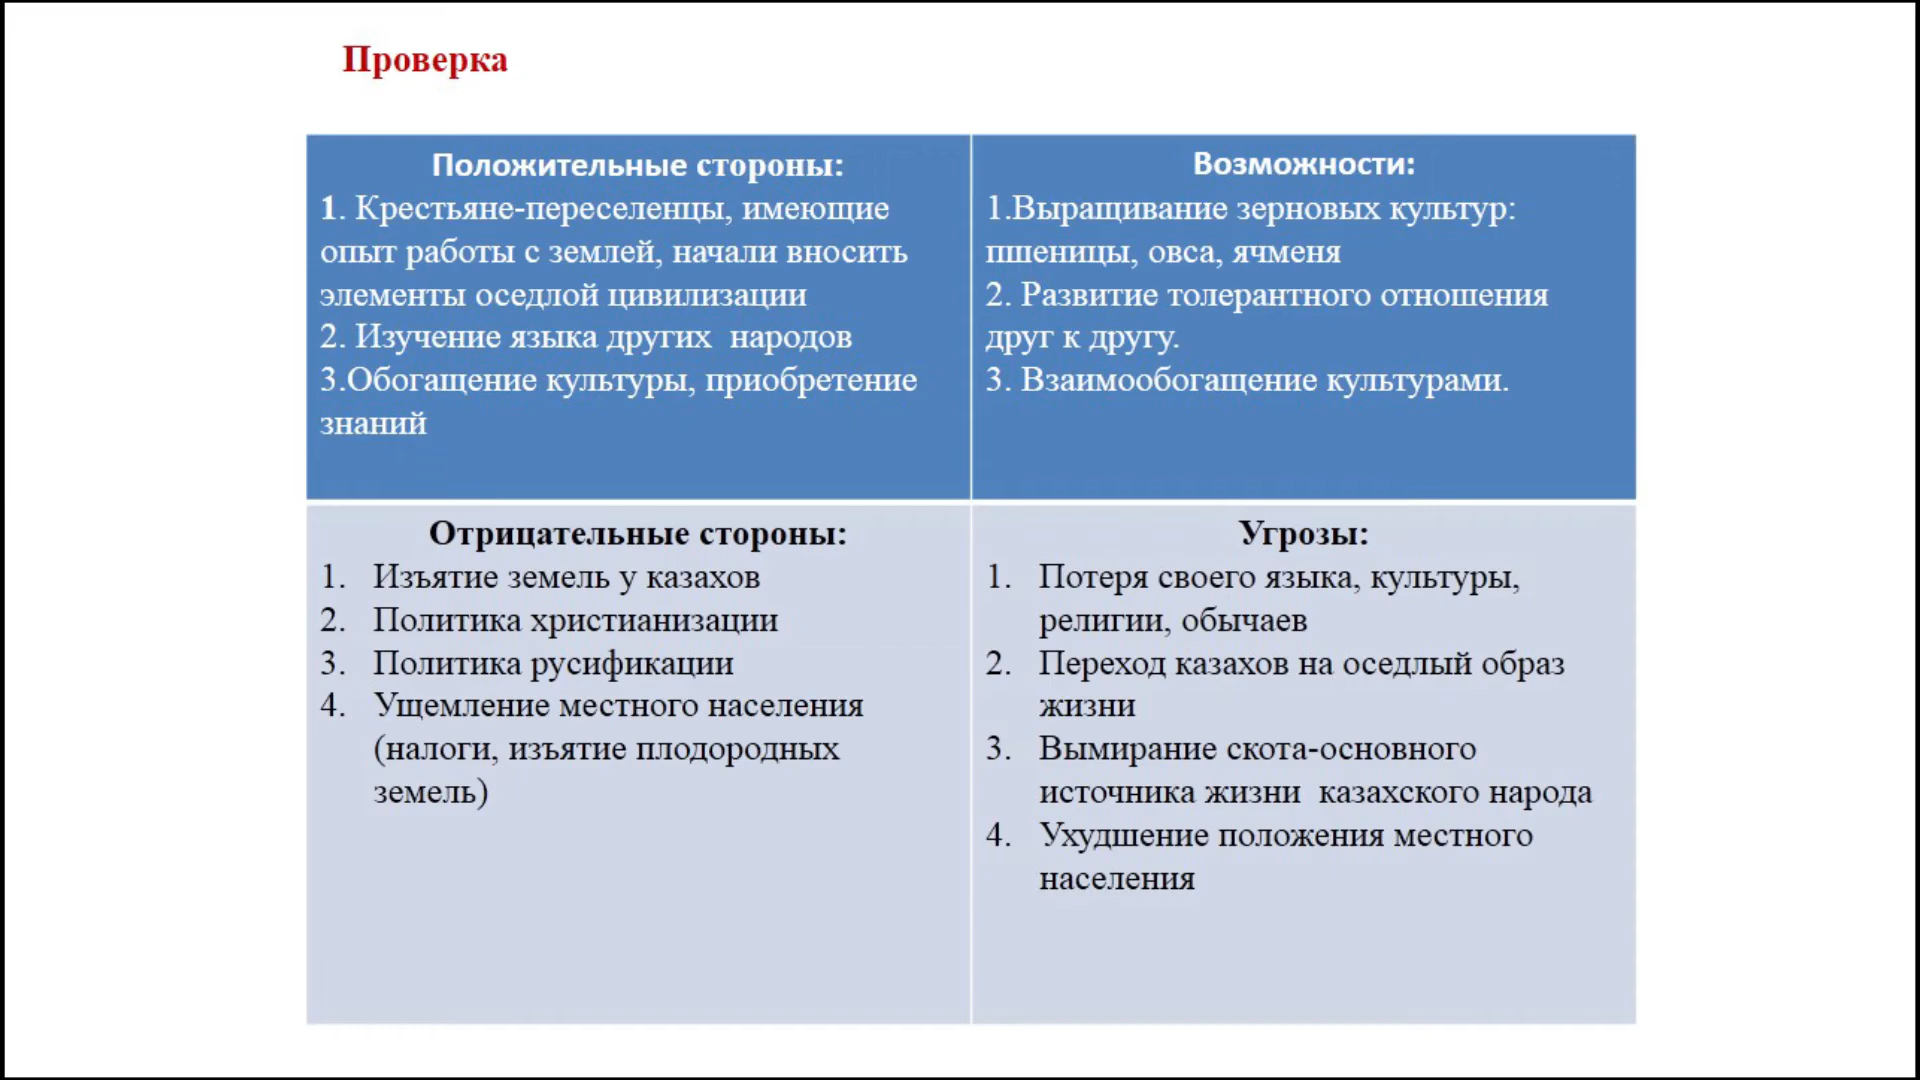 Проверка
Положительные стороны:
1. Крестьяне-переселенцы, имеющие
опыт работы с землей, начали вносить
элементы оседлой цивилизации
2. Изучение языка других  народов
3.Обогащение культуры, приобретение
знаний
Возможности:
1.Выращивание зерновых культур:
пшеницы, овса, ячменя
2. Развитие толерантного отношения
друг к другу.
3. Взаимообогащение культурами.
Отрицательные стороны:
1. Изъятие земель у казахов
2. Политика христианизации
3. Политика русификации
4. Ущемление местного населения
(налоги, изъятие плодородных
земель)
Угрозы:
1. Потеря своего языка, культуры,
религии, обычаев
2. Переход казахов на оседлый образ
жизни
3. Вымирание скота-основного
источника жизни  казахского народа
4. Ухудшение положения местного
населения